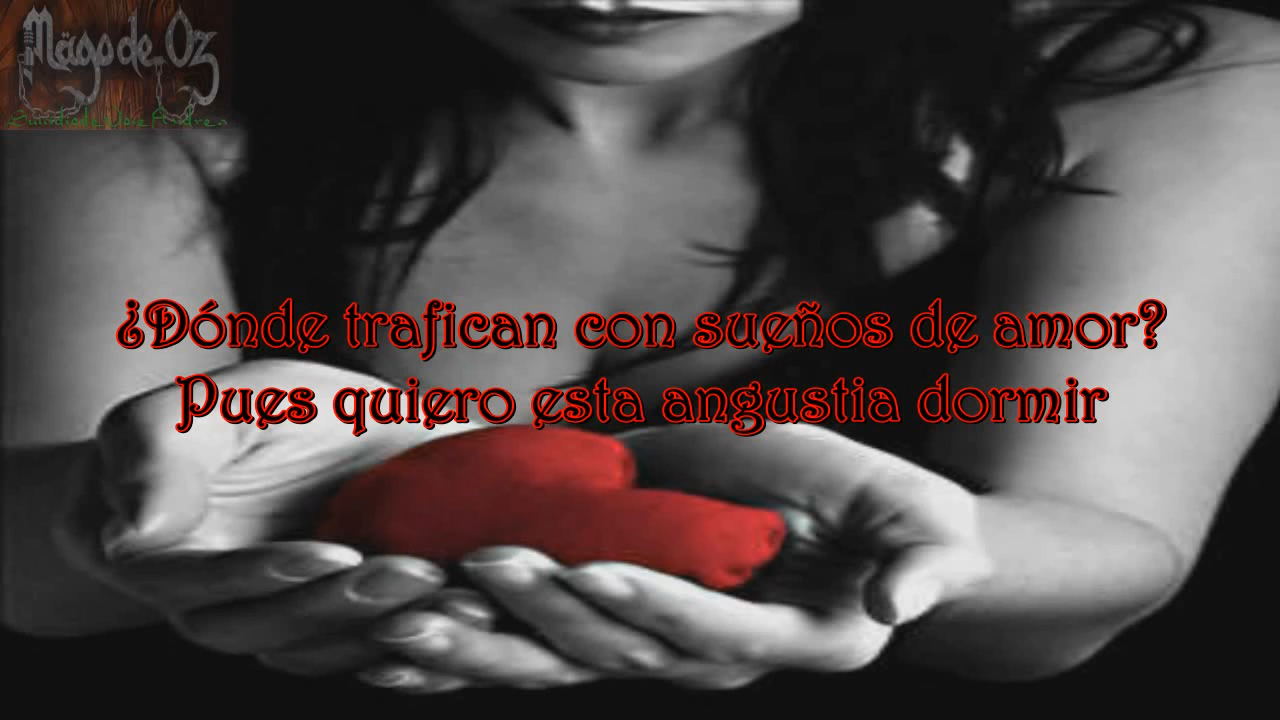 Mägo de Oz
¿Dónde trafican con sueños de amor?
Pues quiero esta angustia dormir